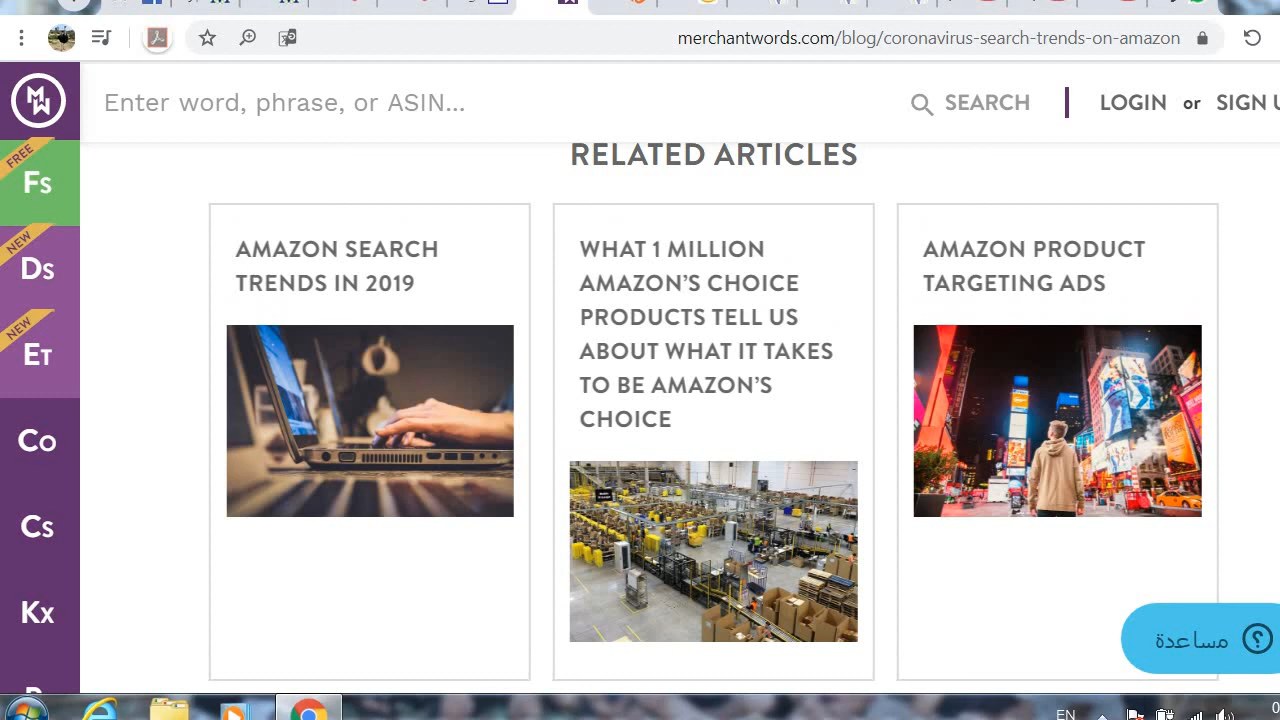 merchantwords.com/blog/coronavirus-search-trends-on-amazon
MW
Enter word, phrase, or ASIN...
SEARCH
LOGIN or SIGN U
FREE
Fs
NEW
Ds
NEW
Et
Co
Cs
Kx
RELATED ARTICLES
AMAZON SEARCH
TRENDS IN 2019
WHAT 1 MILLION
AMAZON’S CHOICE
PRODUCTS TELL US
ABOUT WHAT IT TAKES
TO BE AMAZON’S
CHOICE
AMAZON PRODUCT
TARGETING ADS
مساعدة
EN